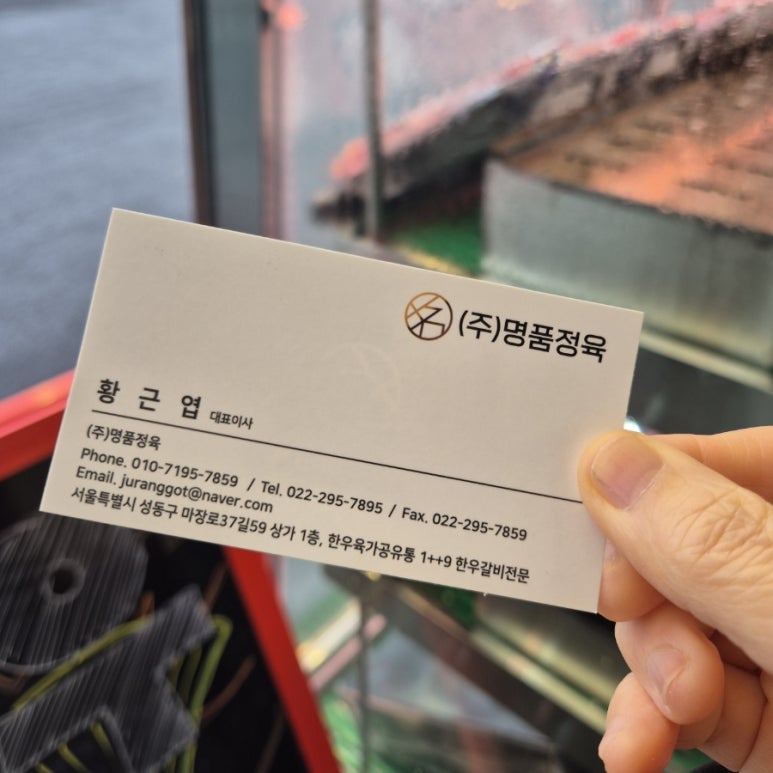 (주)명품정육
황 근 엽 대표이사
(주)명품정육
Phone. 010-7195-7859 / Tel. 022-295-7895 / Fax. 022-295-7859
Email. juranggot@naver.com
서울특별시 성동구 마장로37길59 상가 1층, 한우육가공유통 1++9 한우갈비전문